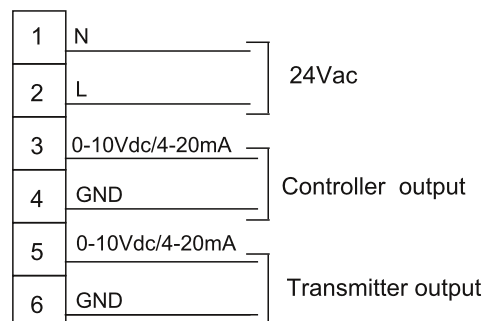 1 N
2 L
24Vac
3 0-10Vdc/4-20mA
4 GND
Controller output
5 0-10Vdc/4-20mA
6 GND
Transmitter output